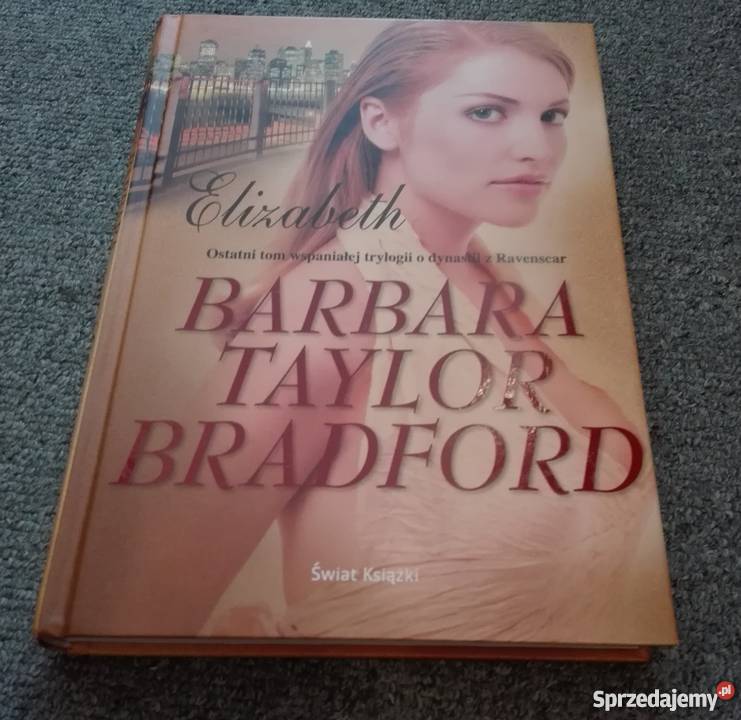 Elizabeth
Ostatni tom wspaniałej trylogii o dynastii z Ravenscar
BARBARA
TAYLOR
BRADFORD
Świat Książki
Sprzedajemy.pl